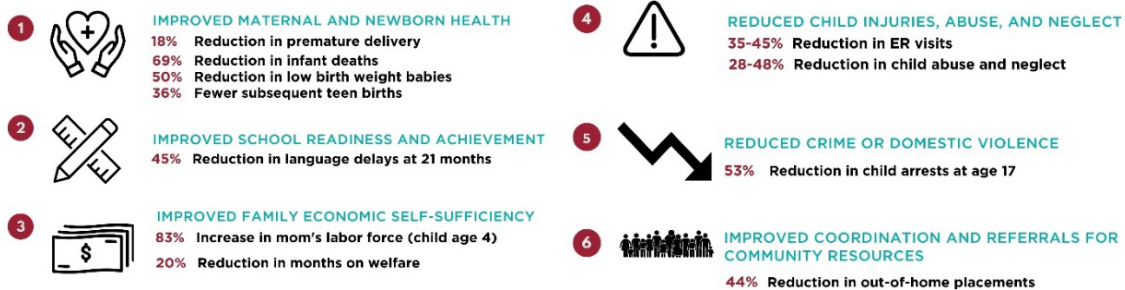 1
IMPROVED MATERNAL AND NEWBORN HEALTH
18% Reduction in premature delivery
69% Reduction in infant deaths
50% Reduction in low birth weight babies
36% Fewer subsequent teen births
2
IMPROVED SCHOOL READINESS AND ACHIEVEMENT
45% Reduction in language delays at 21 months
3
$
IMPROVED FAMILY ECONOMIC SELF-SUFFICIENCY
83% Increase in mom's labor force (child age 4)
20% Reduction in months on welfare
4
REDUCED CHILD INJURIES, ABUSE, AND NEGLECT
35-45% Reduction in ER visits
28-48% Reduction in child abuse and neglect
5
REDUCED CRIME OR DOMESTIC VIOLENCE
53% Reduction in child arrests at age 17
6
IMPROVED COORDINATION AND REFERRALS FOR
COMMUNITY RESOURCES
44% Reduction in out-of-home placements